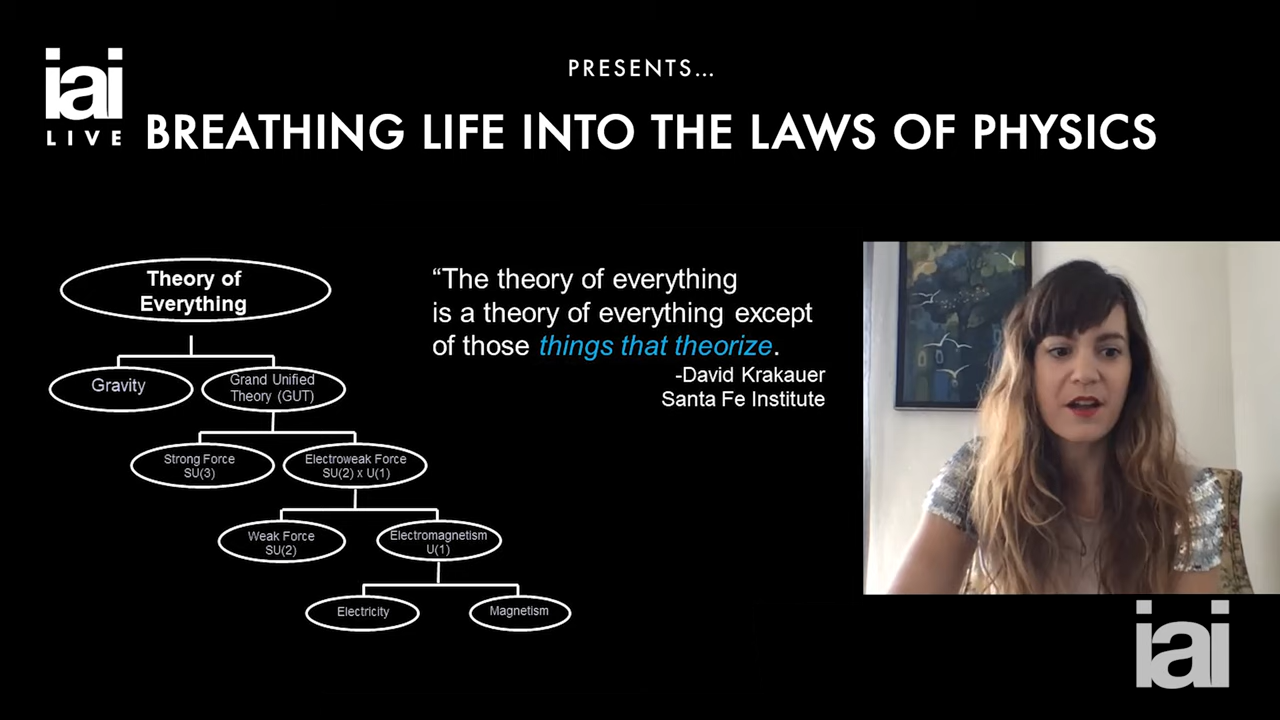 iai
LIVE
PRESENTS...
BREATHING LIFE INTO THE LAWS OF PHYSICS
Theory of
Everything
Gravity
Grand Unified
Theory (GUT)
Strong Force
SU(3)
Electroweak Force
SU(2) x U(1)
Weak Force
SU(2)
Electromagnetism
U(1)
Electricity
Magnetism
“The theory of everything
is a theory of everything except
of those things that theorize.
-David Krakauer
Santa Fe Institute
iai